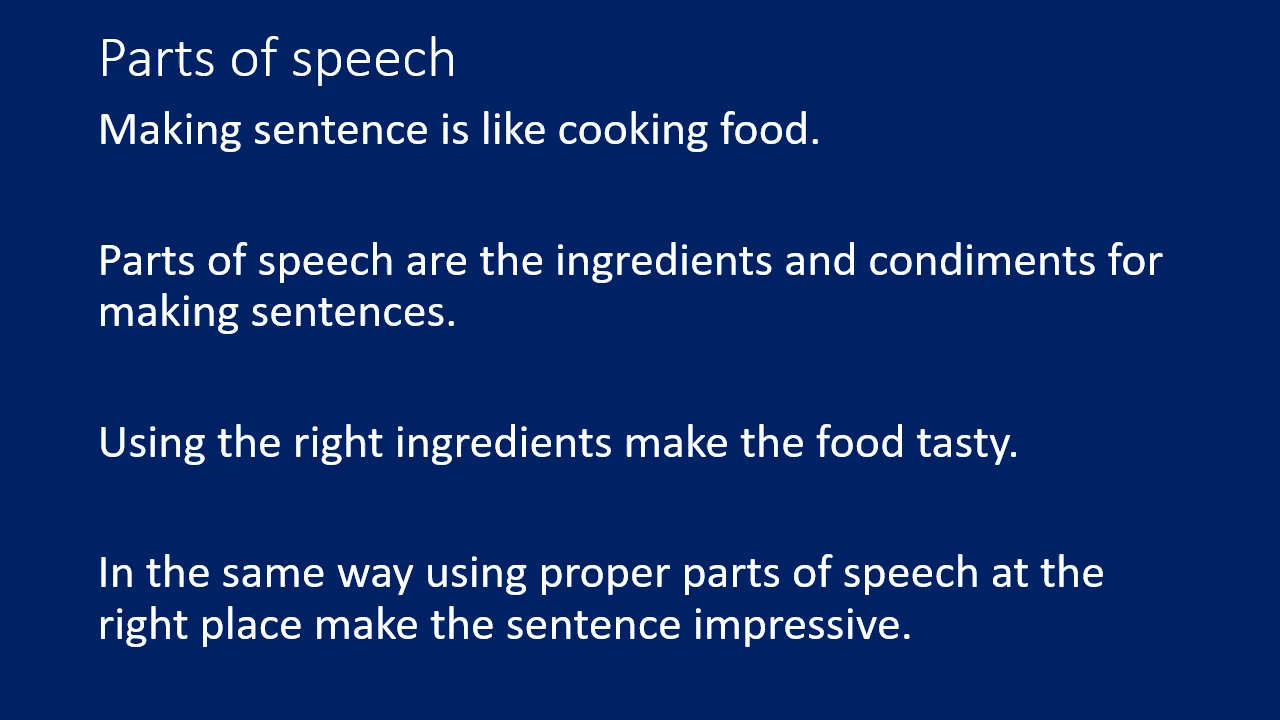 Parts of speech
Making sentence is like cooking food.
Parts of speech are the ingredients and condiments for
making sentences.
Using the right ingredients make the food tasty.
In the same way using proper parts of speech at the
right place make the sentence impressive.